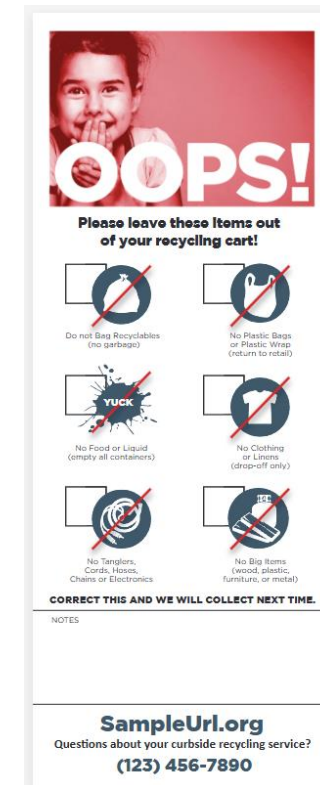 OOPS!
Please leave these items out
of your recycling cart!
Do not Bag Recyclables
(no garbage)
No Plastic Bags
or Plastic Wrap
(return to retail)
YUCK
No Food or Liquid
(empty all containers)
No Clothing
or Linens
(drop-off only)
No Tanglers,
Cords, Hoses,
Chains or Electronics
No Big Items
(wood, plastic,
furniture, or metal)
CORRECT THIS AND WE WILL COLLECT NEXT TIME.
NOTES
SampleUrl.org
Questions about your curbside recycling service?
(123) 456-7890